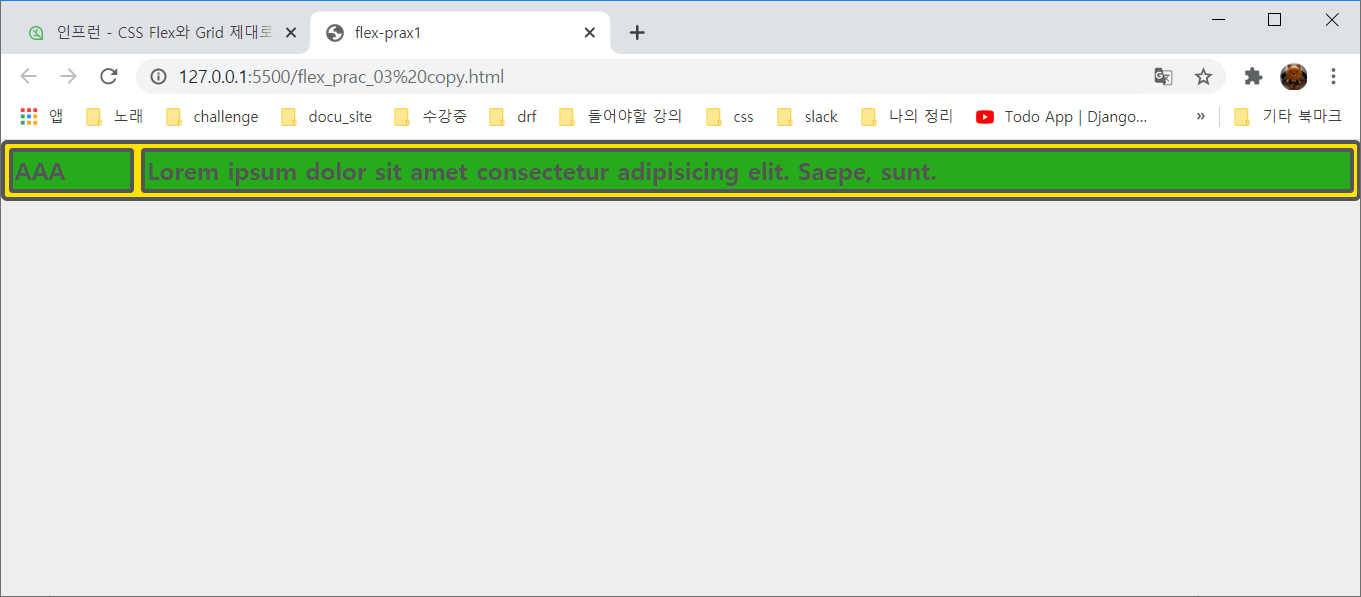 인프런 - CSS Flex와 Grid 제대로
flex-prax1
127.0.0.1:5500/flex_prac_03%20copy.html
앱 노래 challenge docu_site 수강중 drf 들어야할 강의 css slack 나의 정리 Todo App | Django... » 기타 북마크
AAA Lorem ipsum dolor sit amet consectetur adipisicing elit. Saepe, sunt.